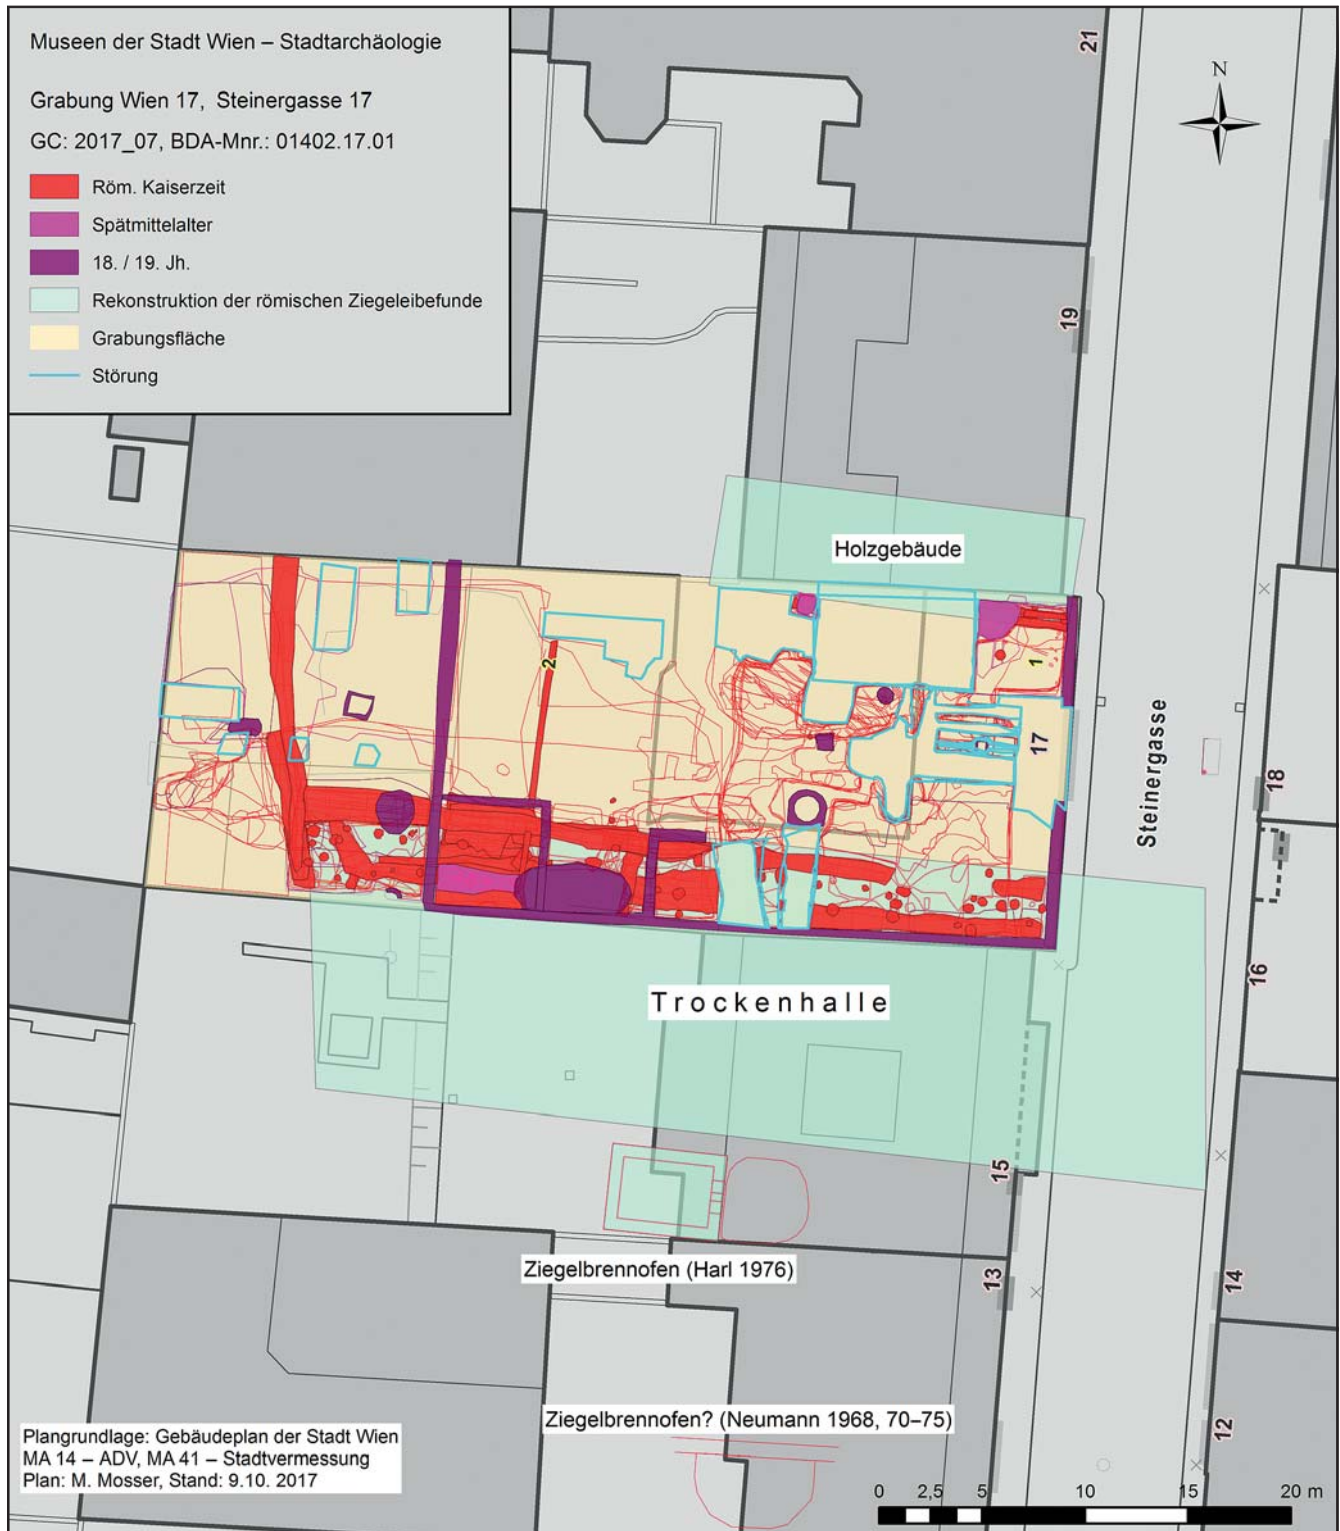 Museen der Stadt Wien – Stadtarchäologie
Grabung Wien 17, Steinergasse 17
GC: 2017_07, BDA-Mnr.: 01402.17.01
Röm. Kaiserzeit
Spätmittelalter
18. / 19. Jh.
Rekonstruktion der römischen Ziegeleibefunde
Grabungsfläche
Störung
N
21
19
Holzgebäude
2
1
17
Steinergasse
18
16
Trockenhalle
15
Ziegelbrennofen (Harl 1976)
13
14
Ziegelbrennofen? (Neumann 1968, 70–75)
12
Plangrundlage: Gebäudeplan der Stadt Wien
MA 14 – ADV, MA 41 – Stadtvermessung
Plan: M. Mosser, Stand: 9.10. 2017
0 2,5 5 10 15 20 m